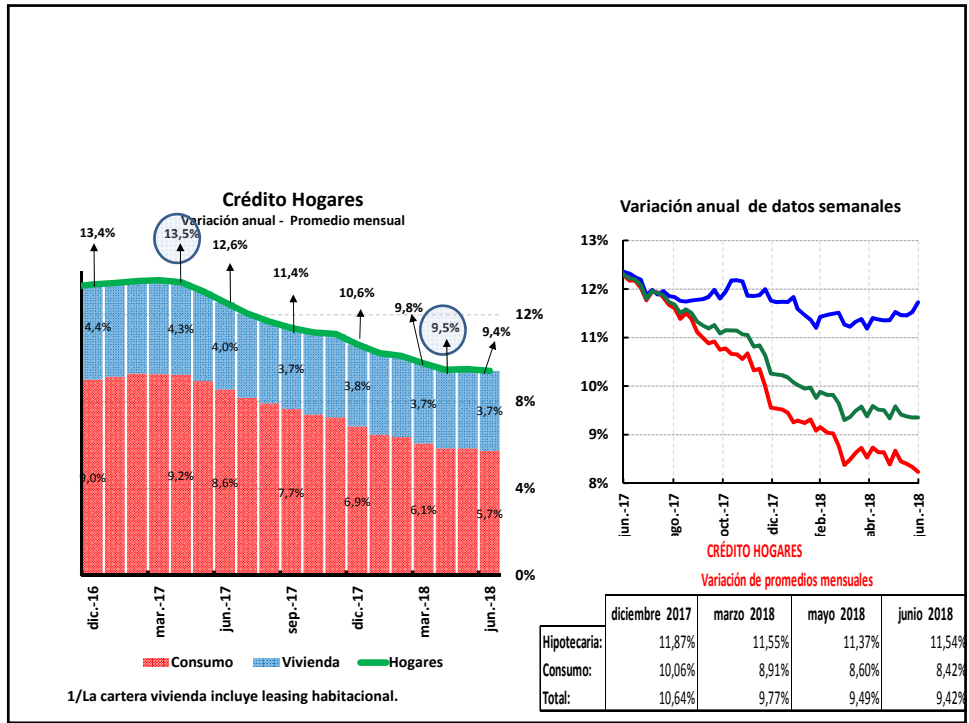 Crédito Hogares
Variación anual - Promedio mensual
13,4%
13,5%
12,6%
11,4%
10,6%
9,8%
9,5%
9,4%
4,4%
4,3%
4,0%
3,7%
3,8%
3,7%
3,7%
9,0%
9,2%
8,6%
7,7%
6,9%
6,1%
5,7%
12%
8%
4%
0%
dic.-16
mar.-17
jun.-17
sep.-17
dic.-17
mar.-18
jun.-18
Consumo Vivienda Hogares
1/La cartera vivienda incluye leasing habitacional.
Variación anual de datos semanales
13%
12%
11%
10%
9%
8%
jun.-17
ago.-17
oct.-17
dic.-17
feb.-18
abr.-18
jun.-18
CRÉDITO HOGARES
Variación de promedios mensuales
diciembre 2017 marzo 2018 mayo 2018 junio 2018
Hipotecaria: 11,87% 11,55% 11,37% 11,54%
Consumo: 10,06% 8,91% 8,60% 8,42%
Total: 10,64% 9,77% 9,49% 9,42%